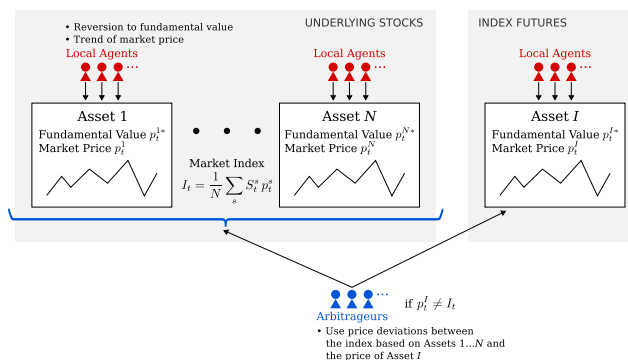 UNDERLYING STOCKS
INDEX FUTURES
• Reversion to fundamental value
• Trend of market price
Local Agents
...
Local Agents
...
Local Agents
...
Asset 1
Fundamental Value $p_t^{1*}$
Market Price $p_t^1$
• • •
Market Index
$I_t = \frac{1}{N} \sum_s S_t^s p_t^s$
Asset N
Fundamental Value $p_t^{N*}$
Market Price $p_t^N$
Asset I
Fundamental Value $p_t^{I*}$
Market Price $p_t^I$
...
if $p_t^I \neq I_t$
Arbitrageurs
• Use price deviations between
the index based on Assets 1...N and
the price of Asset I